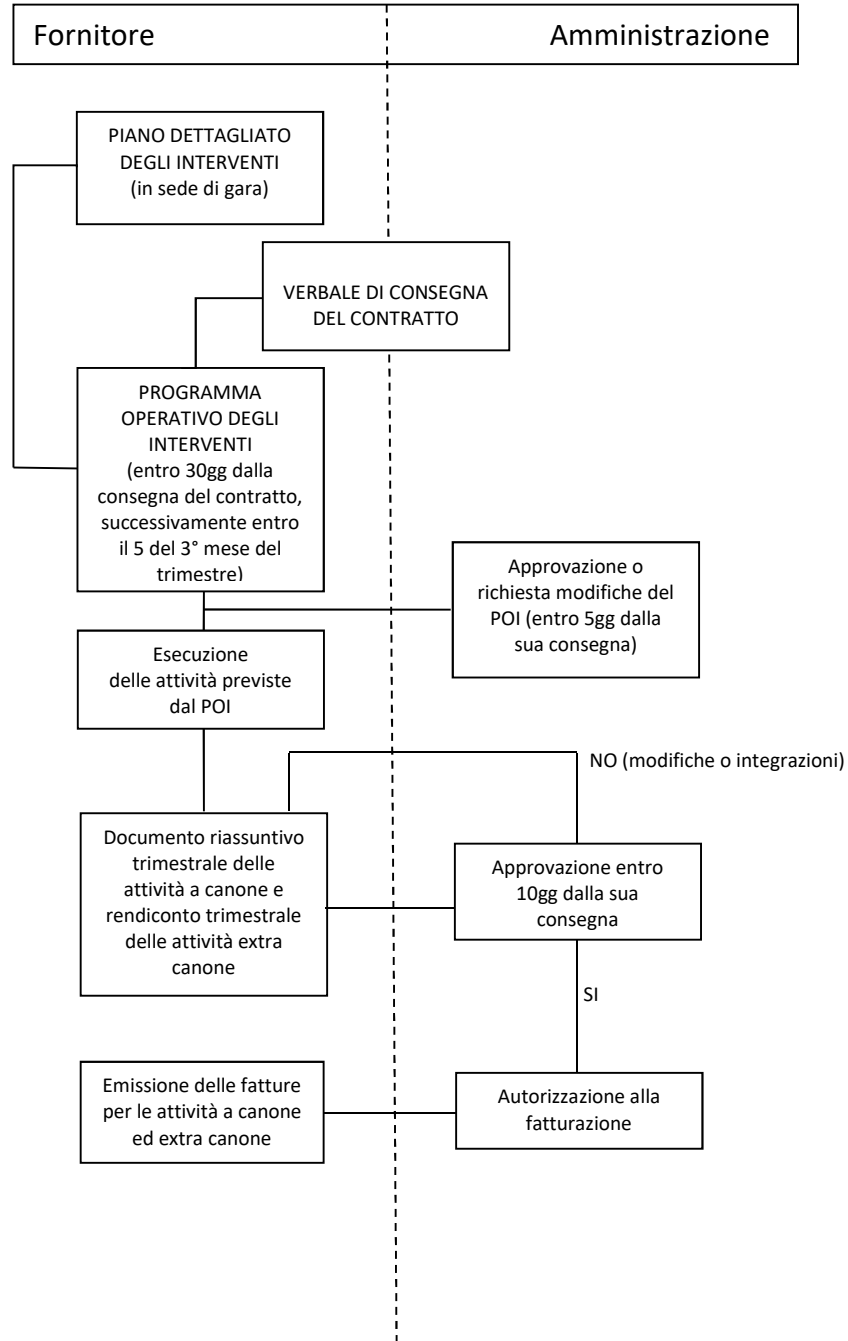 Fornitore
Amministrazione
PIANO DETTAGLIATO
DEGLI INTERVENTI
(in sede di gara)
VERBALE DI CONSEGNA
DEL CONTRATTO
PROGRAMMA
OPERATIVO DEGLI
INTERVENTI
(entro 30gg dalla
consegna del contratto,
successivamente entro
il 5 del 3° mese del
trimestre)
Approvazione o
richiesta modifiche del
POI (entro 5gg dalla
sua consegna)
Esecuzione
delle attività previste
dal POI
NO (modifiche o integrazioni)
Documento riassuntivo
trimestrale delle
attività a canone e
rendiconto trimestrale
delle attività extra
canone
Approvazione entro
10gg dalla sua
consegna
SI
Emissione delle fatture
per le attività a canone
ed extra canone
Autorizzazione alla
fatturazione